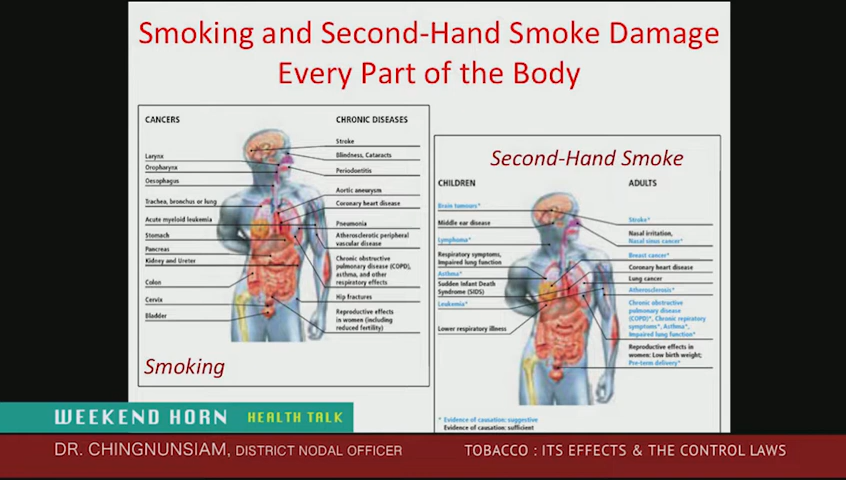 Smoking and Second-Hand Smoke Damage
Every Part of the Body
CANCERS
Larynx
Oropharynx
Oesophagus
Trachea, bronchus or lung
Acute myeloid leukemia
Stomach
Pancreas
Kidney and Ureter
Colon
Cervix
Bladder
CHRONIC DISEASES
Stroke
Blindness, Cataracts
Periodontitis
Aortic aneurysm
Coronary heart disease
Pneumonia
Atherosclerotic peripheral
vascular disease
Chronic obstructive
pulmonary disease (COPD),
asthma, and other
respiratory effects
Hip fractures
Reproductive effects
in women (including
reduced fertility)
Smoking
Second-Hand Smoke
CHILDREN
Brain tumours*
Middle ear disease
Lymphoma*
Respiratory symptoms,
Impaired lung function
Asthma*
Sudden Infant Death
Syndrome (SIDS)
Leukemia*
Lower respiratory illness
ADULTS
Stroke*
Nasal irritation,
Nasal sinus cancer*
Breast cancer*
Coronary heart disease
Lung cancer
Atherosclerosis*
Chronic obstructive
pulmonary disease
(COPD)*, Chronic respiratory
symptoms*, Asthma*,
Impaired lung function*
Reproductive effects in
women: Low birth weight;
Pre-term delivery*
* Evidence of causation: suggestive
Evidence of causation: sufficient
WEEKEND HORN HEALTH TALK
DR. CHINGNUNSIAM, DISTRICT NODAL OFFICER
TOBACCO : ITS EFFECTS & THE CONTROL LAWS